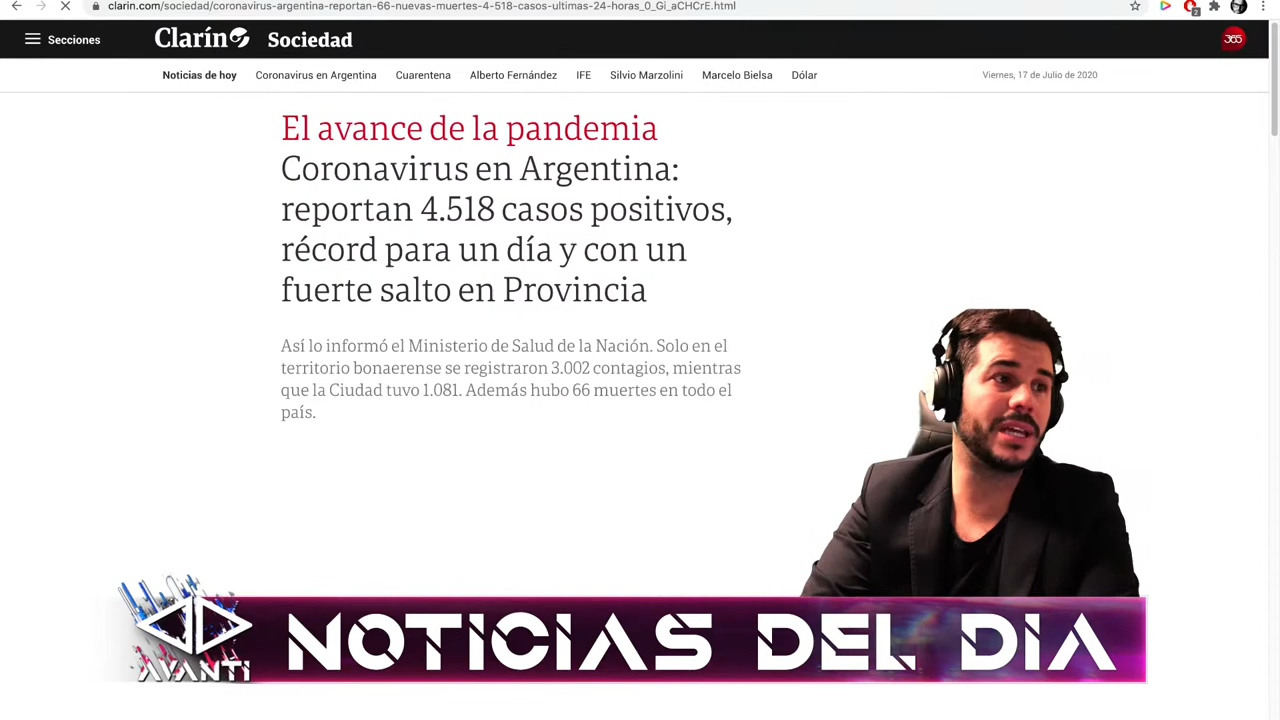 clarin.com/sociedad/coronavirus-argentina-reportan-66-nuevas-muertes-4-518-casos-ultimas-24-horas_0_Gi_aCHCrE.html
2
Secciones
Clarín
Sociedad
365
Noticias de hoy
Coronavirus en Argentina
Cuarentena
Alberto Fernández
IFE
Silvio Marzolini
Marcelo Bielsa
Dólar
Viernes, 17 de Julio de 2020
El avance de la pandemia
Coronavirus en Argentina:
reportan 4.518 casos positivos,
récord para un día y con un
fuerte salto en Provincia
Así lo informó el Ministerio de Salud de la Nación. Solo en el
territorio bonaerense se registraron 3.002 contagios, mientras
que la Ciudad tuvo 1.081. Además hubo 66 muertes en todo el
país.
AVANTI
NOTICIAS DEL DIA